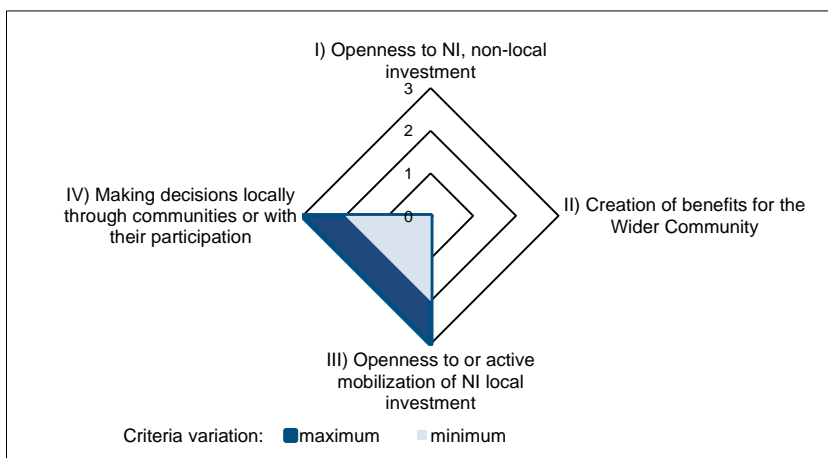 I) Openness to NI, non-local
investment
3
2
1
0
IV) Making decisions locally
through communities or with
their participation
II) Creation of benefits for the
Wider Community
III) Openness to or active
mobilization of NI local
investment
Criteria variation: maximum minimum